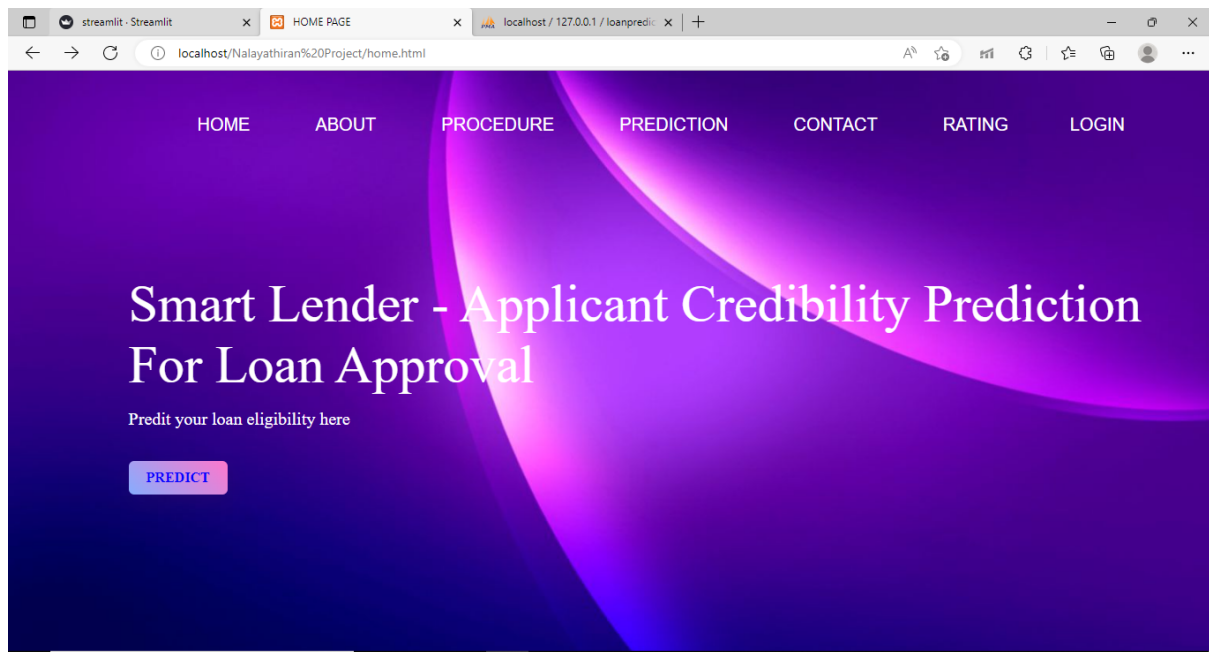 streamlit · Streamlit
HOME PAGE
localhost / 127.0.0.1 / loanpredic
localhost/Nalayathiran%20Project/home.html
HOME ABOUT PROCEDURE PREDICTION CONTACT RATING LOGIN
Smart Lender - Applicant Credibility Prediction
For Loan Approval
Predit your loan eligibility here
PREDICT